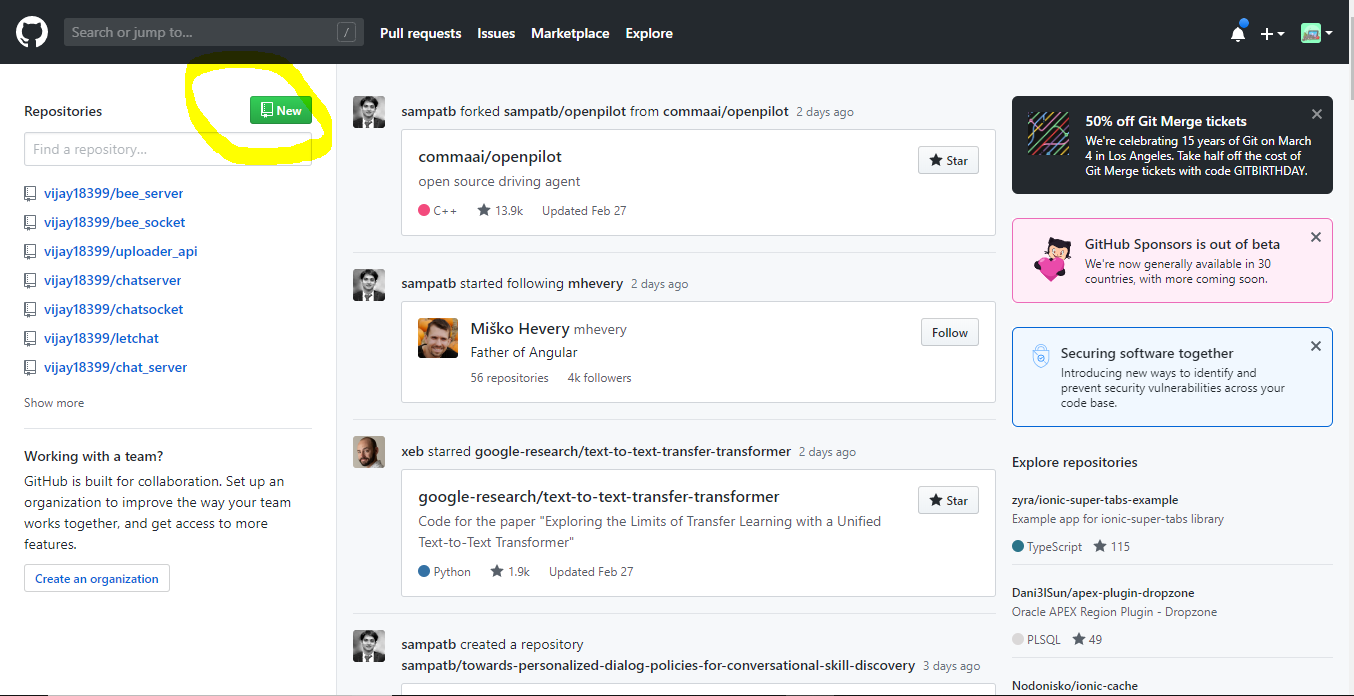 Search or jump to...
/
Pull requests
Issues
Marketplace
Explore
Repositories
New
Find a repository...
vijay18399/bee_server
vijay18399/bee_socket
vijay18399/uploader_api
vijay18399/chatserver
vijay18399/chatsocket
vijay18399/letchat
vijay18399/chat_server
Show more
Working with a team?
GitHub is built for collaboration. Set up an
organization to improve the way your team
works together, and get access to more
features.
Create an organization
sampatb forked sampatb/openpilot from commaai/openpilot 2 days ago
commaai/openpilot
Star
open source driving agent
C++ 13.9k Updated Feb 27
sampatb started following mhevery 2 days ago
Miško Hevery mhevery
Follow
Father of Angular
56 repositories 4k followers
xeb starred google-research/text-to-text-transfer-transformer 2 days ago
google-research/text-to-text-transfer-transformer
Star
Code for the paper "Exploring the Limits of Transfer Learning with a Unified
Text-to-Text Transformer"
Python 1.9k Updated Feb 27
sampatb created a repository
sampatb/towards-personalized-dialog-policies-for-conversational-skill-discovery 3 days ago
50% off Git Merge tickets
We're celebrating 15 years of Git on March
4 in Los Angeles. Take half off the cost of
Git Merge tickets with code GITBIRTHDAY.
GitHub Sponsors is out of beta
We're now generally available in 30
countries, with more coming soon.
Securing software together
Introducing new ways to identify and
prevent security vulnerabilities across your
code base.
Explore repositories
zyra/ionic-super-tabs-example
Example app for ionic-super-tabs library
TypeScript 115
Dani3lSun/apex-plugin-dropzone
Oracle APEX Region Plugin - Dropzone
PLSQL 49
Nodonisko/ionic-cache